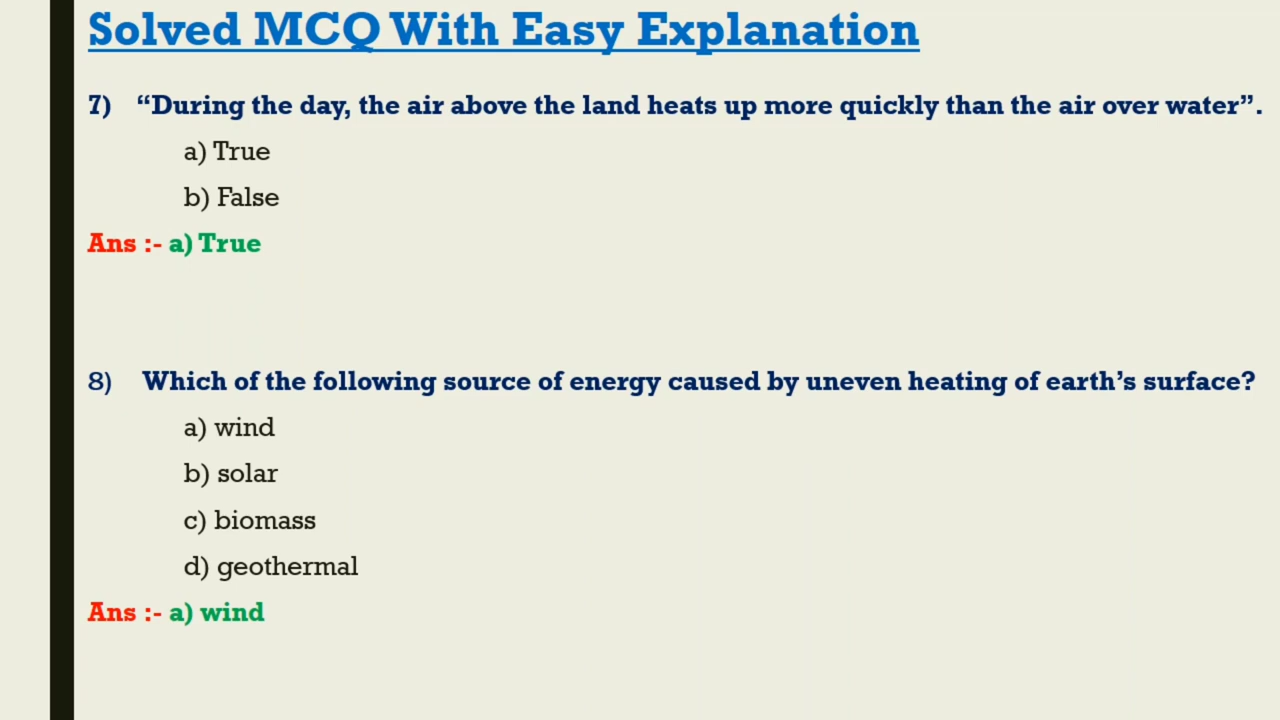 Solved MCQ With Easy Explanation
7) “During the day, the air above the land heats up more quickly than the air over water”.
a) True
b) False
Ans :- a) True
8) Which of the following source of energy caused by uneven heating of earth’s surface?
a) wind
b) solar
c) biomass
d) geothermal
Ans :- a) wind